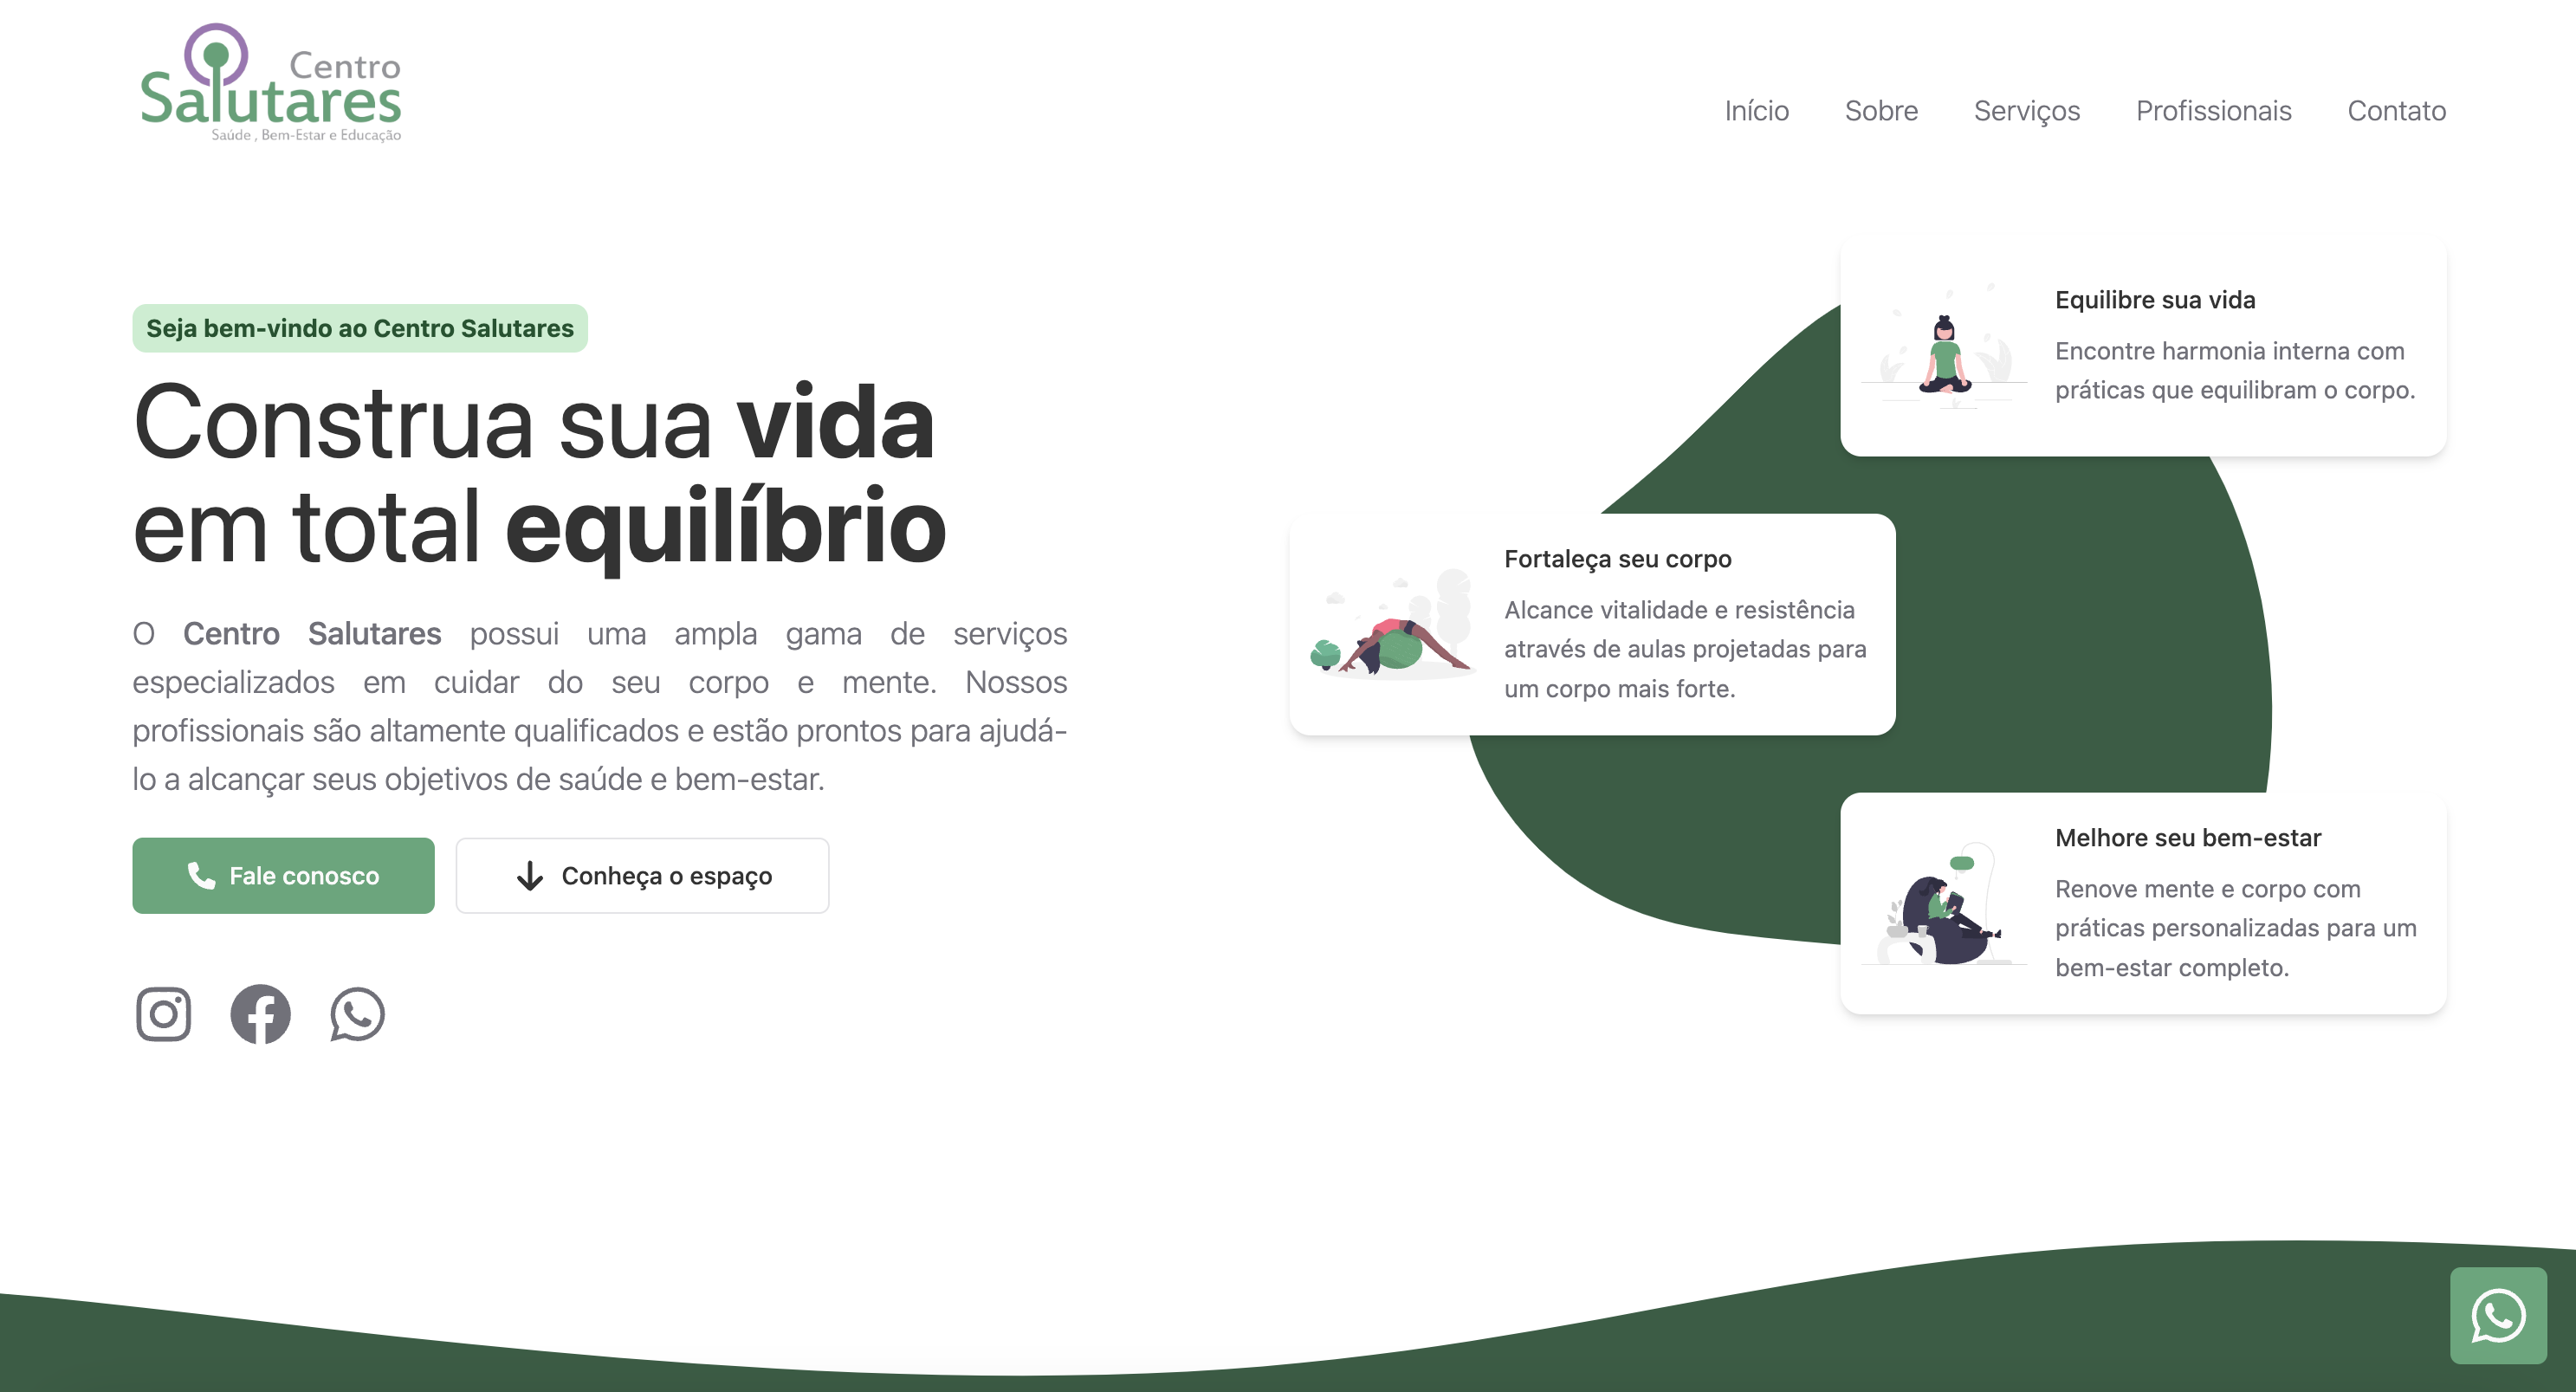 Centro
Salutares
Saúde , Bem-Estar e Educação
Início Sobre Serviços Profissionais Contato
Seja bem-vindo ao Centro Salutares
Construa sua vida
em total equilíbrio
O Centro Salutares possui uma ampla gama de serviços
especializados em cuidar do seu corpo e mente. Nossos
profissionais são altamente qualificados e estão prontos para ajudá-
lo a alcançar seus objetivos de saúde e bem-estar.
Fale conosco
Conheça o espaço
Equilibre sua vida
Encontre harmonia interna com
práticas que equilibram o corpo.
Fortaleça seu corpo
Alcance vitalidade e resistência
através de aulas projetadas para
um corpo mais forte.
Melhore seu bem-estar
Renove mente e corpo com
práticas personalizadas para um
bem-estar completo.